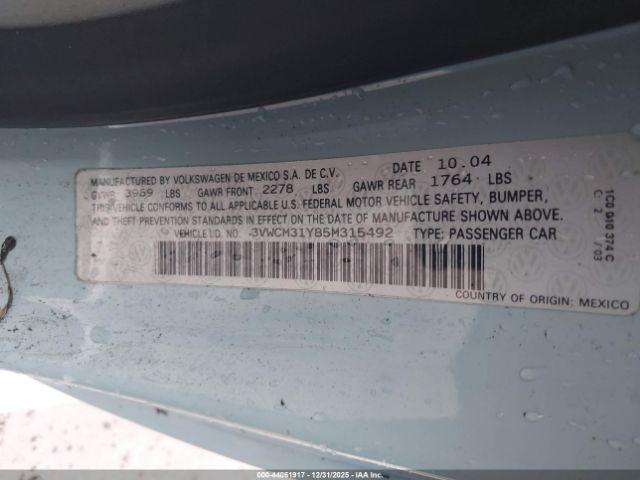 MANUFACTURED BY VOLKSWAGEN DE MEXICO S.A. DE C.V. DATE 10.04
GVWR 3969 LBS GAWR FRONT 2278 LBS GAWR REAR 1764 LBS
THIS VEHICLE CONFORMS TO ALL APPLICABLE U.S. FEDERAL MOTOR VEHICLE SAFETY, BUMPER,
AND THEFT PREVENTION STANDARDS IN EFFECT ON THE DATE OF MANUFACTURE SHOWN ABOVE.
VEHICLE I.D. NO. 3VWCM31Y85M315492 TYPE: PASSENGER CAR
COUNTRY OF ORIGIN: MEXICO
1C0 010 374 C
C 2 /03
000-44061917 - 12/31/2025 - IAAI Vehicle